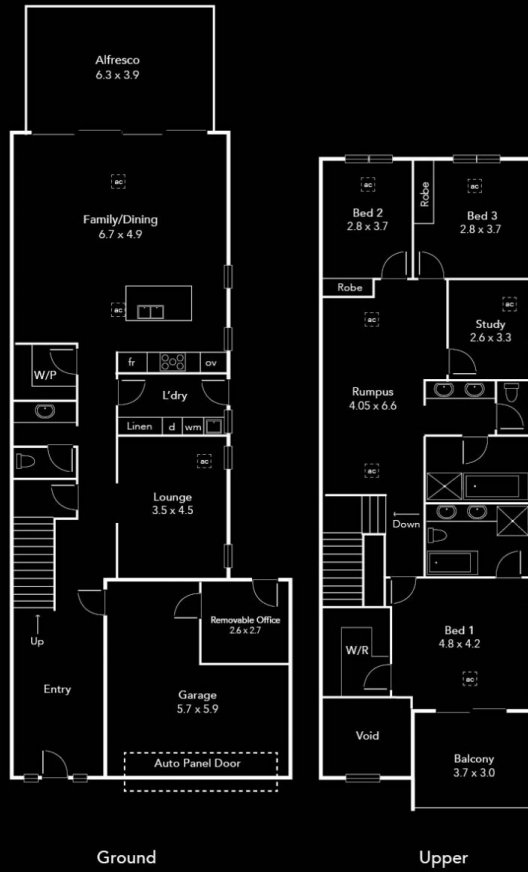 Alfresco
6.3 x 3.9
ac
Family/Dining
6.7 x 4.9
ac
fr
ov
W/P
L'dry
Linen
d
wm
ac
Lounge
3.5 x 4.5
Removable Office
2.6 x 2.7
Up
Entry
Garage
5.7 x 5.9
Auto Panel Door
Ground
ac
Bed 2
2.8 x 3.7
Robe
ac
Bed 3
2.8 x 3.7
Robe
ac
ac
Study
2.6 x 3.3
Rumpus
4.05 x 6.6
ac
Down
Bed 1
4.8 x 4.2
W/R
ac
Void
Balcony
3.7 x 3.0
Upper